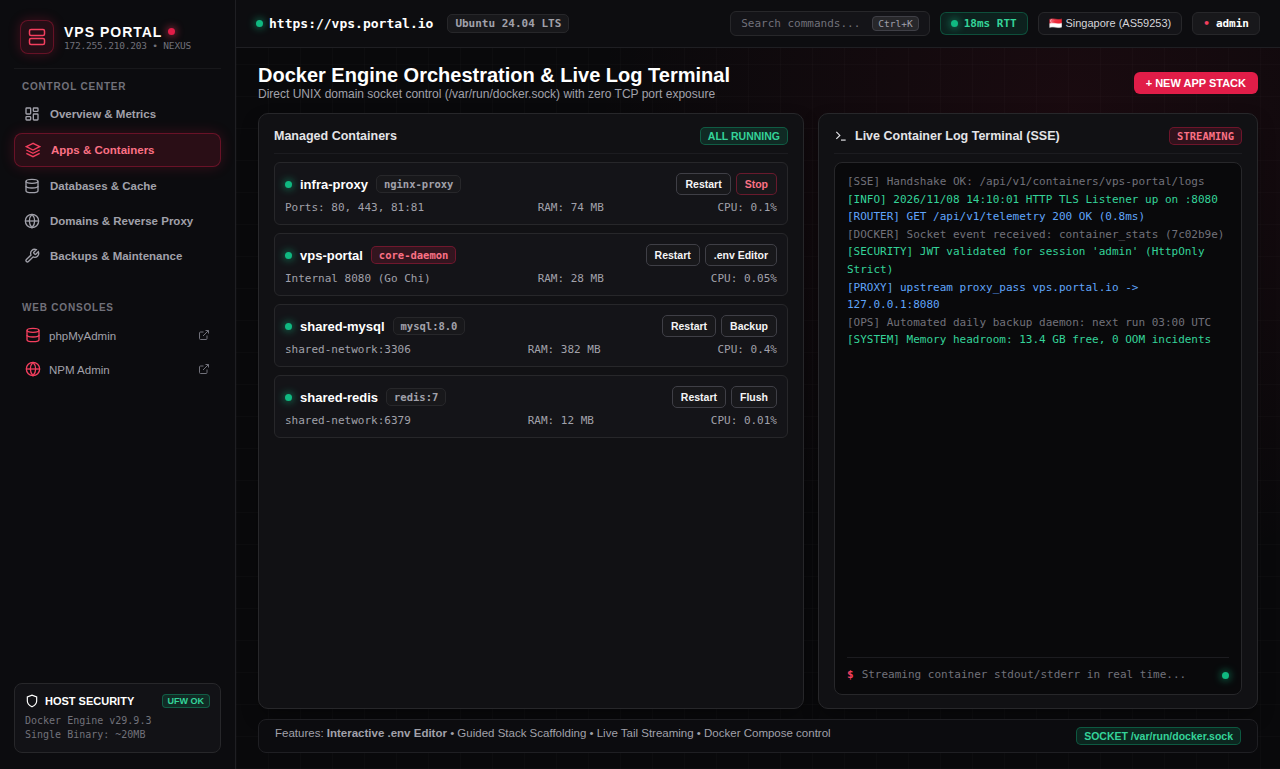 VPS PORTAL
172.255.210.203 • NEXUS
CONTROL CENTER
Overview & Metrics
Apps & Containers
Databases & Cache
Domains & Reverse Proxy
Backups & Maintenance
WEB CONSOLES
phpMyAdmin
NPM Admin
HOST SECURITY UFW OK
Docker Engine v29.9.3
Single Binary: ~20MB
https://vps.portal.io Ubuntu 24.04 LTS Search commands... Ctrl+K 18ms RTT 🇸🇬 Singapore (AS59253) • admin
Docker Engine Orchestration & Live Log Terminal
Direct UNIX domain socket control (/var/run/docker.sock) with zero TCP port exposure
+ NEW APP STACK
Managed Containers ALL RUNNING
infra-proxy nginx-proxy Restart Stop
Ports: 80, 443, 81:81 RAM: 74 MB CPU: 0.1%
vps-portal core-daemon Restart .env Editor
Internal 8080 (Go Chi) RAM: 28 MB CPU: 0.05%
shared-mysql mysql:8.0 Restart Backup
shared-network:3306 RAM: 382 MB CPU: 0.4%
shared-redis redis:7 Restart Flush
shared-network:6379 RAM: 12 MB CPU: 0.01%
Live Container Log Terminal (SSE) STREAMING
[SSE] Handshake OK: /api/v1/containers/vps-portal/logs
[INFO] 2026/11/08 14:10:01 HTTP TLS Listener up on :8080
[ROUTER] GET /api/v1/telemetry 200 OK (0.8ms)
[DOCKER] Socket event received: container_stats (7c02b9e)
[SECURITY] JWT validated for session 'admin' (HttpOnly
Strict)
[PROXY] upstream proxy_pass vps.portal.io ->
127.0.0.1:8080
[OPS] Automated daily backup daemon: next run 03:00 UTC
[SYSTEM] Memory headroom: 13.4 GB free, 0 OOM incidents
$ Streaming container stdout/stderr in real time...
Features: Interactive .env Editor • Guided Stack Scaffolding • Live Tail Streaming • Docker Compose control
SOCKET /var/run/docker.sock